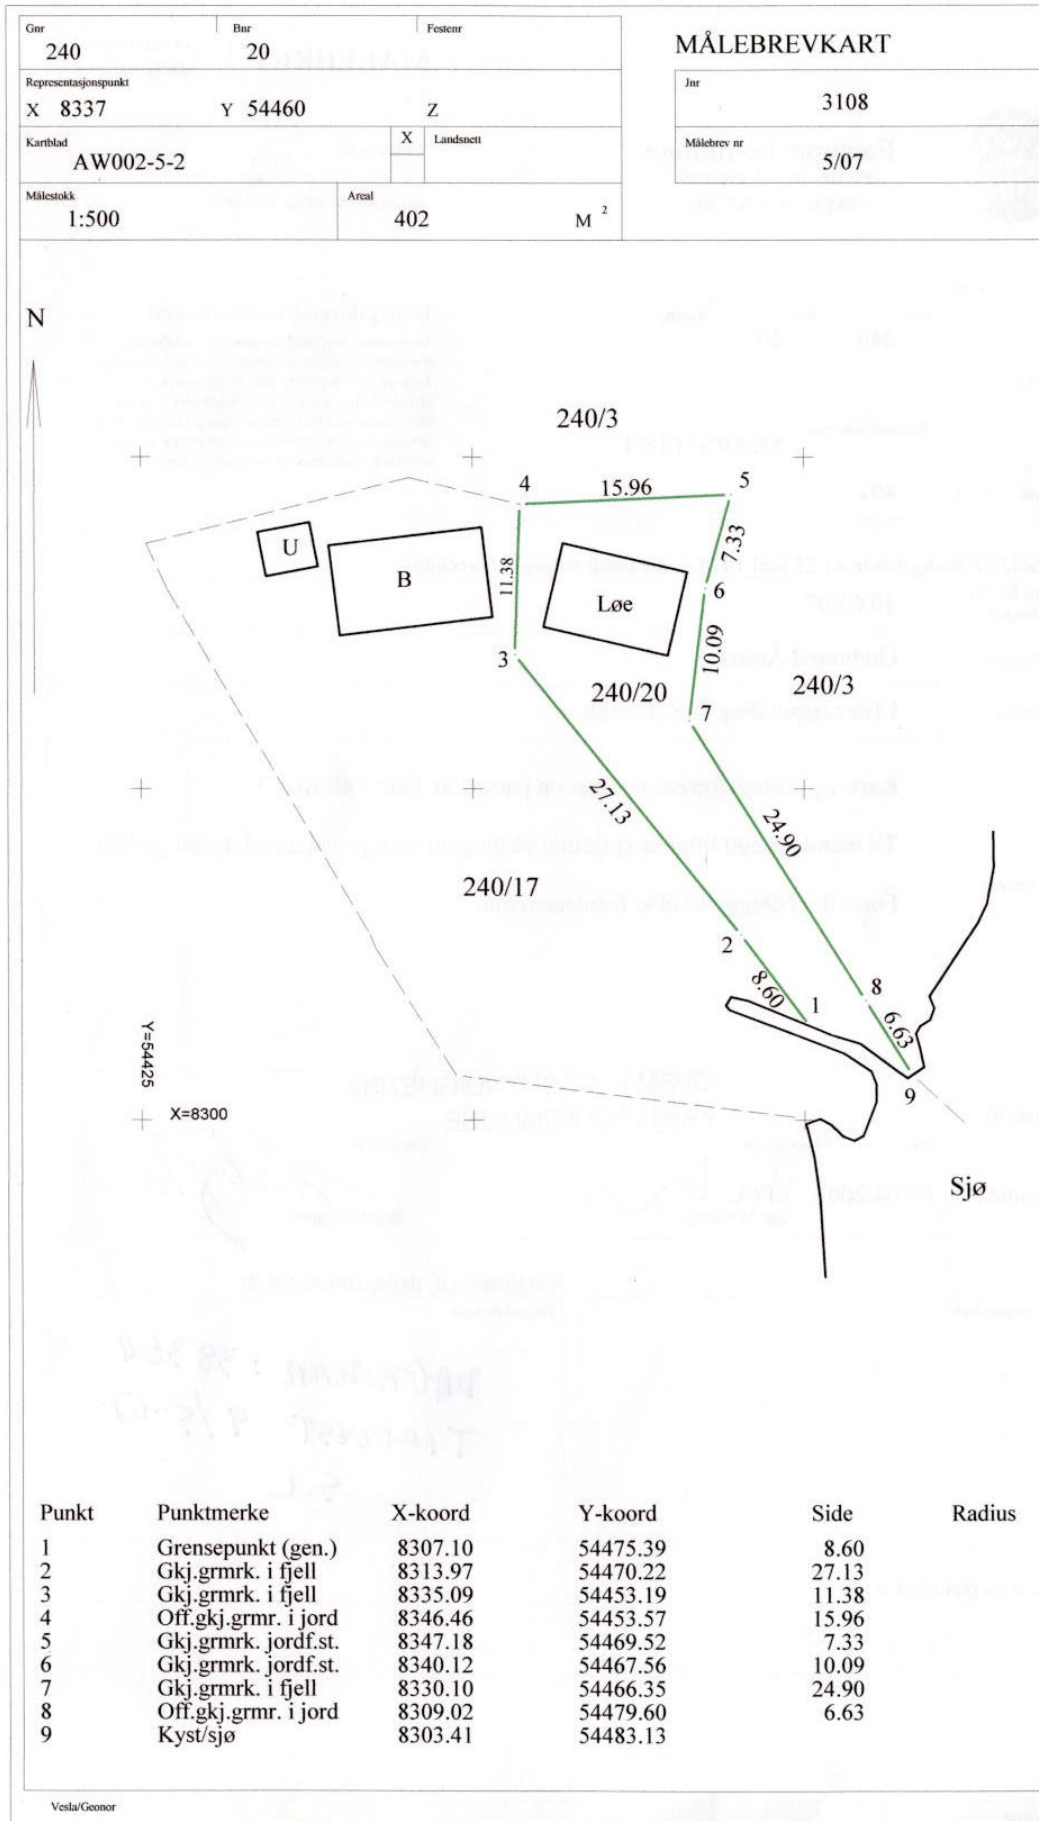 Gnr Bnr Festenr
240 20
MÅLEBREVKART
Representasjonspunkt
X 8337 Y 54460 Z
Jnr
3108
Kartblad X Landsnett
AW002-5-2
Målebrev nr
5/07
Målestokk Areal
1:500 402 M 2
N
240/3
4 15.96 5
U
B
11.38
Løe
7.33
6
10.09
3
240/20
240/3
7
27.13
24.90
240/17
2
8.60
1
8
6.63
9
Y=54425
X=8300
Sjø
Punkt Punktmerke X-koord Y-koord Side Radius
1 Grensepunkt (gen.) 8307.10 54475.39 8.60
2 Gkj.grmrk. i fjell 8313.97 54470.22 27.13
3 Gkj.grmrk. i fjell 8335.09 54453.19 11.38
4 Off.gkj.grmr. i jord 8346.46 54453.57 15.96
5 Gkj.grmrk. jordf.st. 8347.18 54469.52 7.33
6 Gkj.grmrk. jordf.st. 8340.12 54467.56 10.09
7 Gkj.grmrk. i fjell 8330.10 54466.35 24.90
8 Off.gkj.grmr. i jord 8309.02 54479.60 6.63
9 Kyst/sjø 8303.41 54483.13
Vesla/Geonor